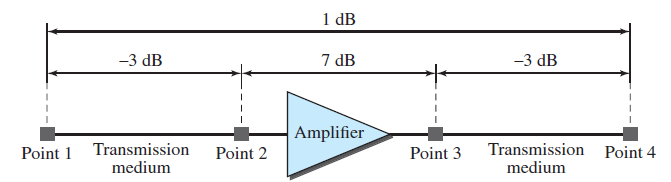 1 dB
–3 dB
7 dB
–3 dB
Amplifier
Point 1
Transmission
medium
Point 2
Point 3
Transmission
medium
Point 4